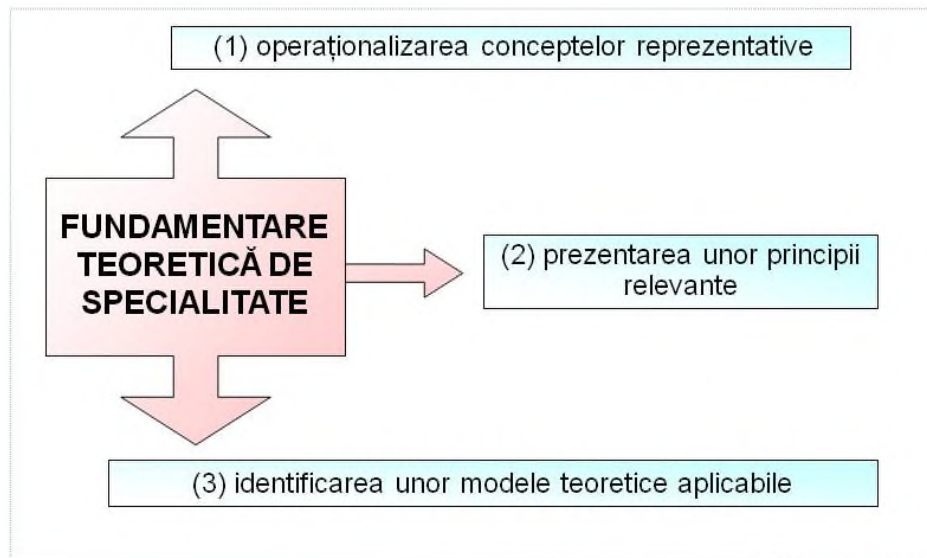 (1) operaționalizarea conceptelor reprezentative
FUNDAMENTARE
TEORETICĂ DE
SPECIALITATE
(2) prezentarea unor principii
relevante
(3) identificarea unor modele teoretice aplicabile